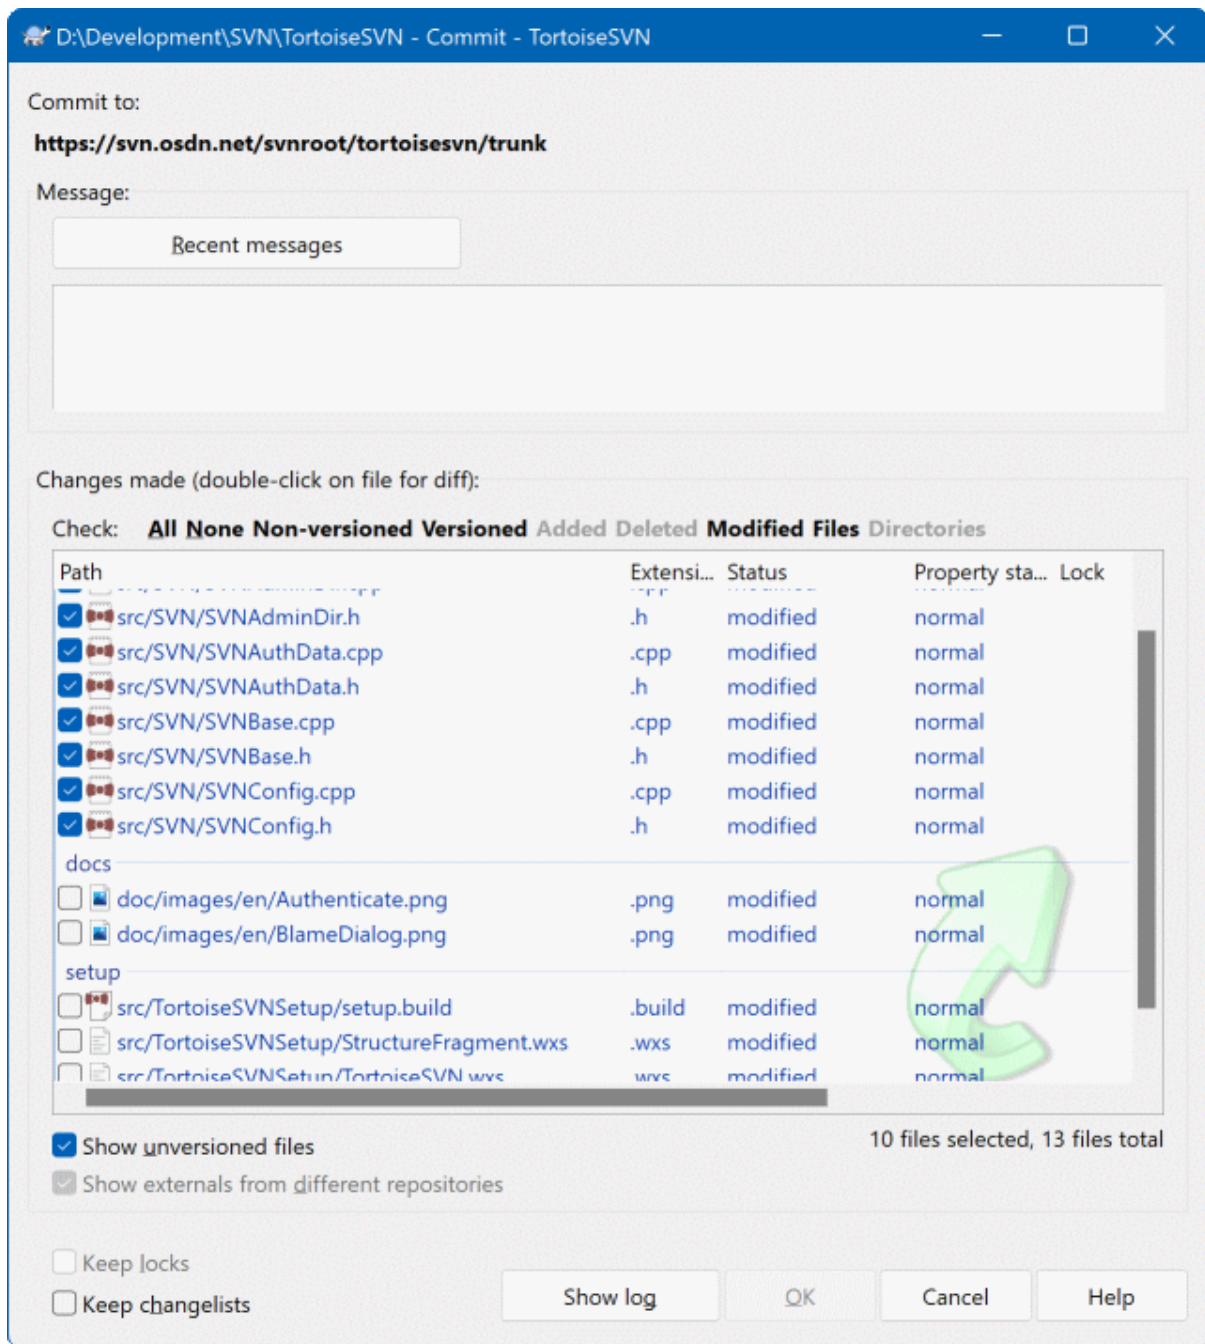 D:\Development\SVN\TortoiseSVN - Commit - TortoiseSVN
Commit to:
https://svn.osdn.net/svnroot/tortoisesvn/trunk
Message:
Recent messages
Changes made (double-click on file for diff):
Check: All None Non-versioned Versioned Added Deleted Modified Files Directories
Path Extensi... Status Property sta... Lock
src/SVN/SVNAdminDir.h .h modified normal
src/SVN/SVNAuthData.cpp .cpp modified normal
src/SVN/SVNAuthData.h .h modified normal
src/SVN/SVNBase.cpp .cpp modified normal
src/SVN/SVNBase.h .h modified normal
src/SVN/SVNConfig.cpp .cpp modified normal
src/SVN/SVNConfig.h .h modified normal
docs
doc/images/en/Authenticate.png .png modified normal
doc/images/en/BlameDialog.png .png modified normal
setup
src/TortoiseSVNSetup/setup.build .build modified normal
src/TortoiseSVNSetup/StructureFragment.wxs .wxs modified normal
src/TortoiseSVNSetup/TortoiseSVN.wxs .wxs modified normal
Show unversioned files
10 files selected, 13 files total
Show externals from different repositories
Keep locks
Keep changelists
Show log OK Cancel Help